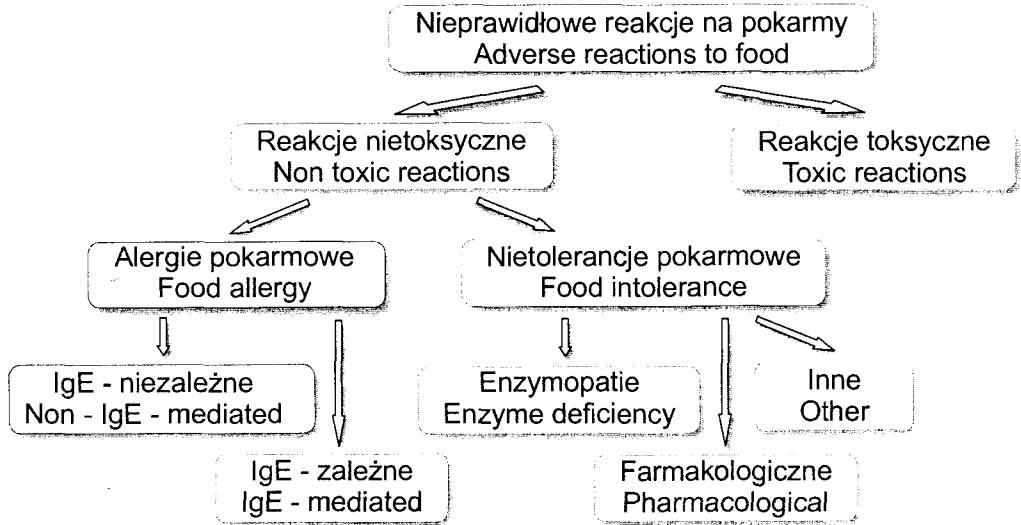 Nieprawidłowe reakcje na pokarmy
Adverse reactions to food
Reakcje nietoksyczne
Non toxic reactions
Reakcje toksyczne
Toxic reactions
Alergie pokarmowe
Food allergy
Nietolerancje pokarmowe
Food intolerance
IgE - niezależne
Non - IgE - mediated
Enzymopatie
Enzyme deficiency
Inne
Other
IgE - zależne
IgE - mediated
Farmakologiczne
Pharmacological